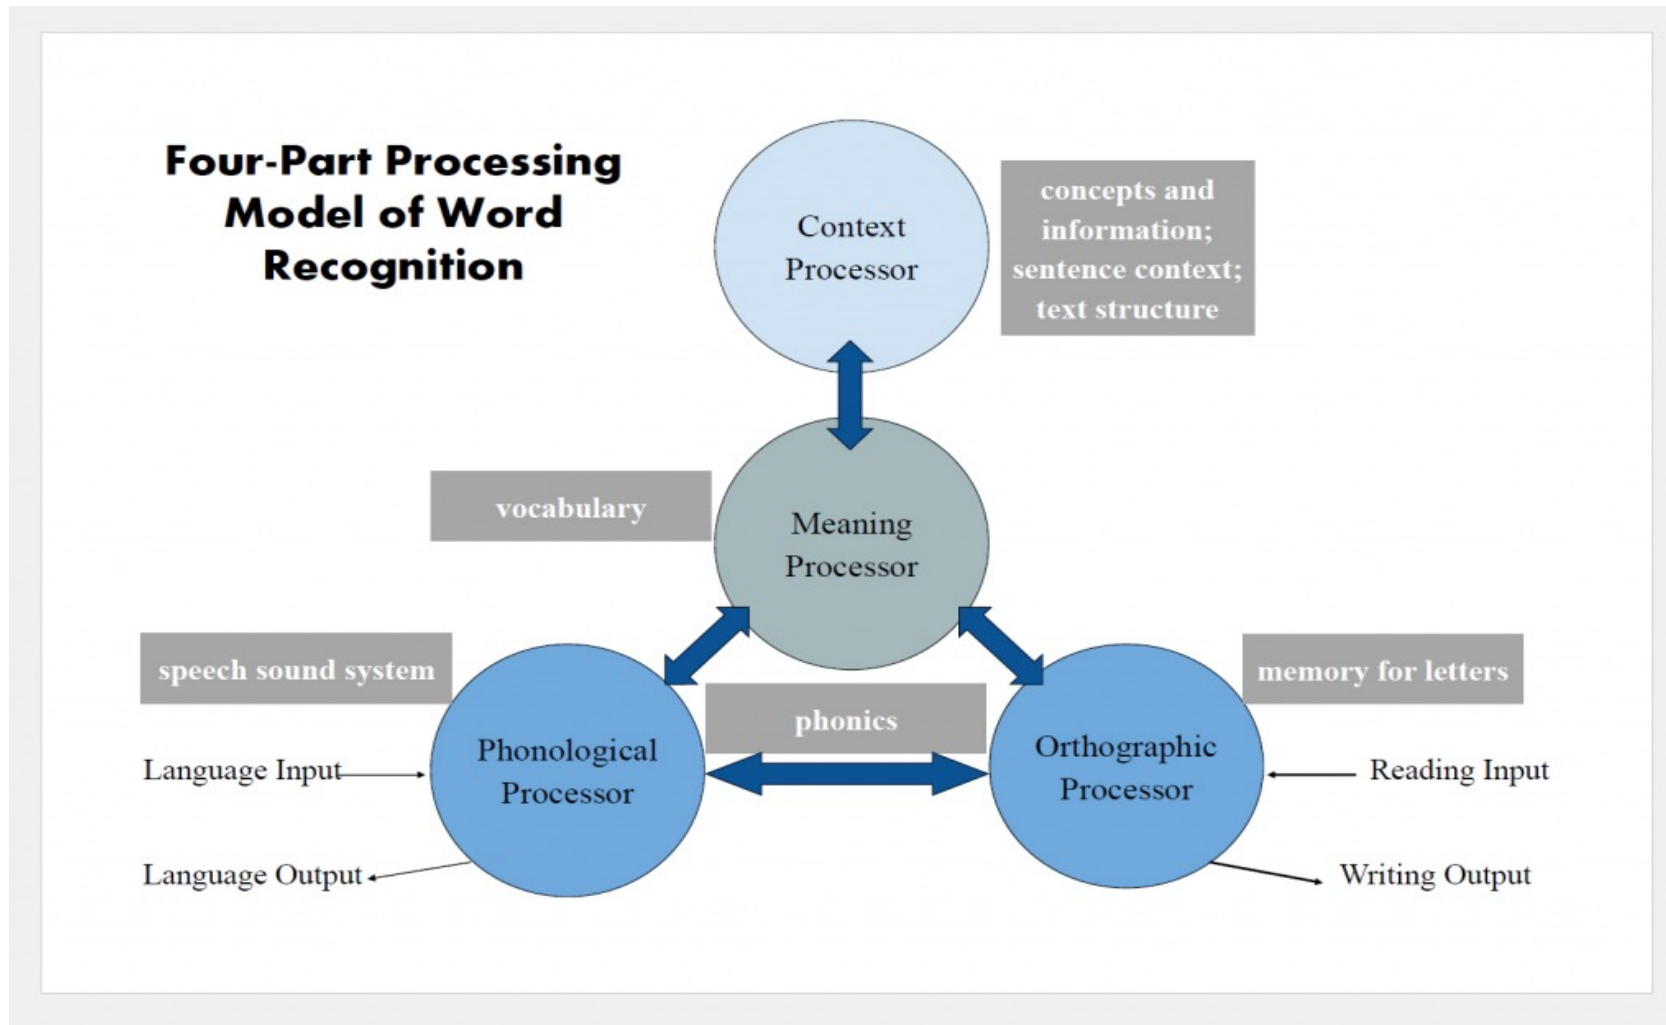 Four-Part Processing
Model of Word
Recognition
Context
Processor
concepts and
information;
sentence context;
text structure
vocabulary
Meaning
Processor
speech sound system
memory for letters
phonics
Phonological
Processor
Orthographic
Processor
Language Input
Reading Input
Language Output
Writing Output